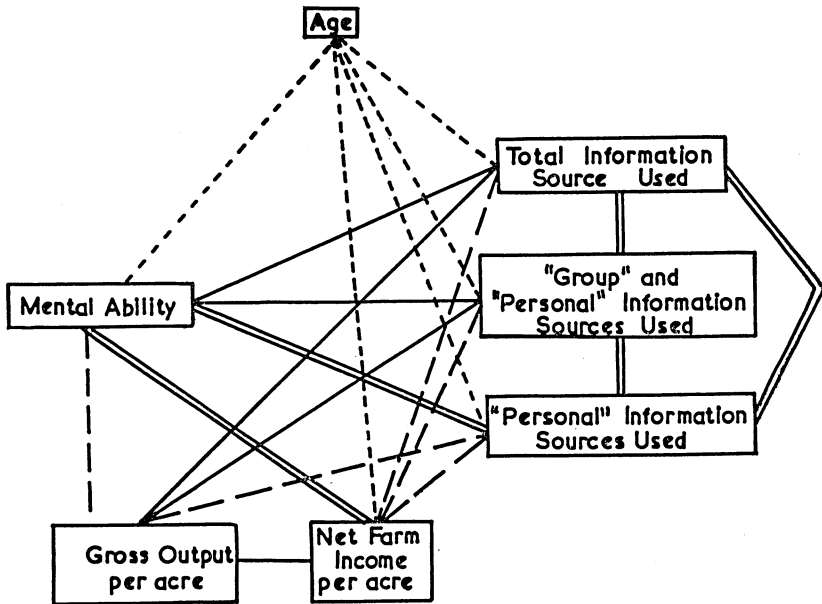 Age
Total Information
Source Used
"Group" and
"Personal" Information
Sources Used
Mental Ability
"Personal" Information
Sources Used
Gross Output
per acre
Net Farm
Income
per acre